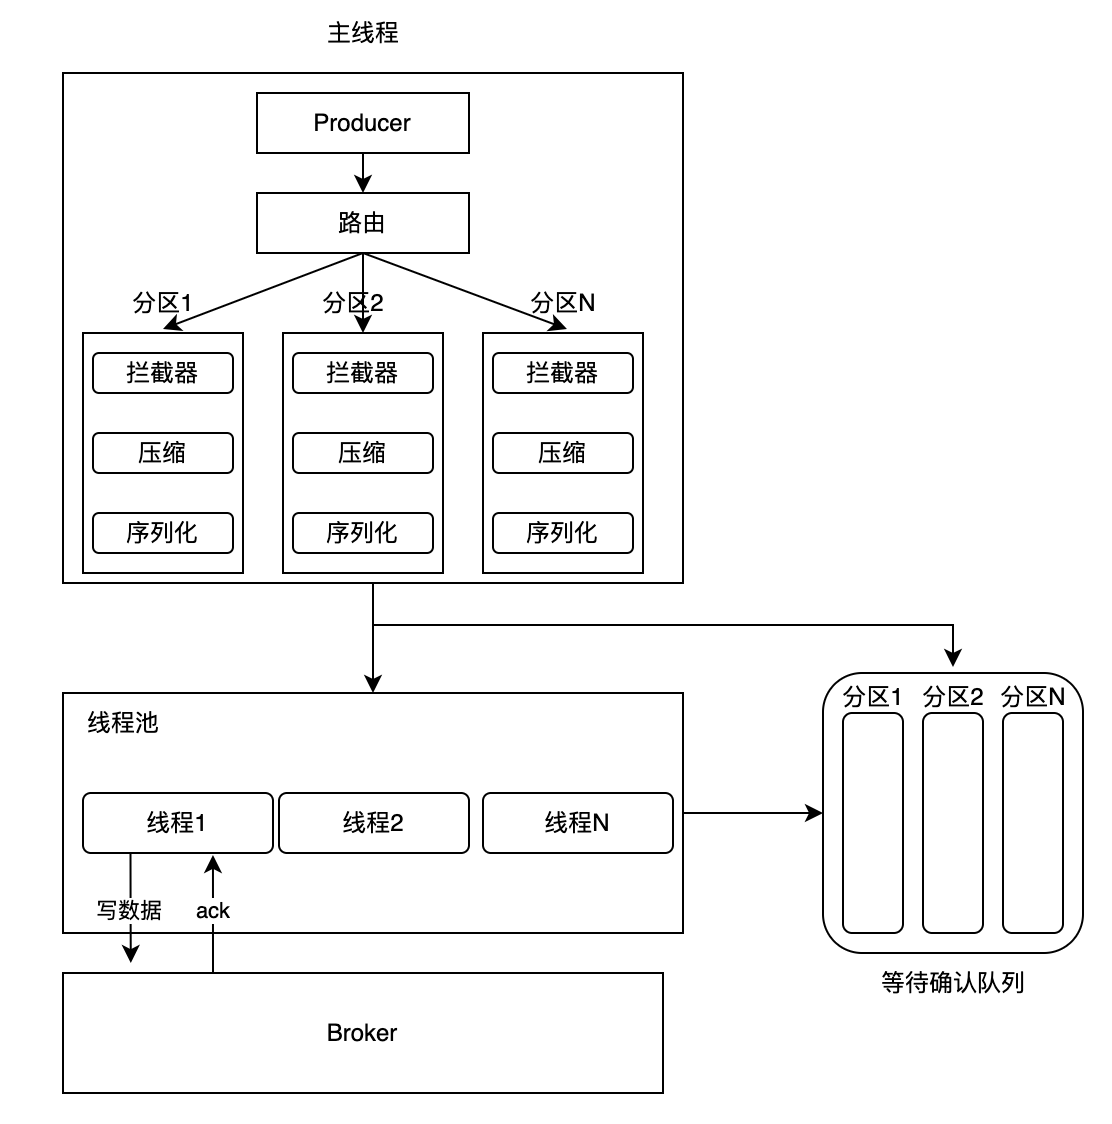 主线程
Producer
路由
分区1
分区2
分区N
拦截器
拦截器
拦截器
压缩
压缩
压缩
序列化
序列化
序列化
线程池
线程1
线程2
线程N
写数据
ack
Broker
分区1
分区2
分区N
等待确认队列